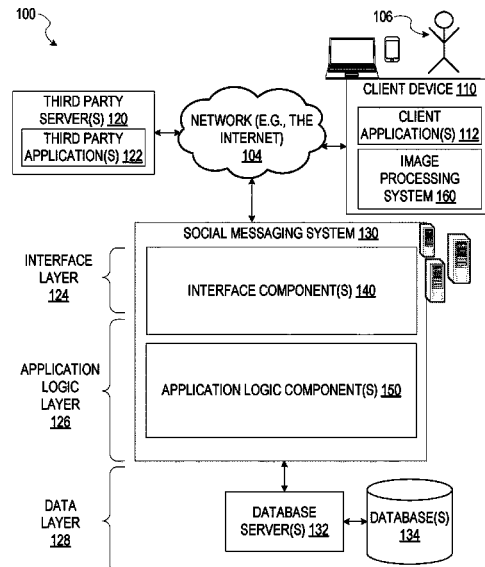 100
106
THIRD PARTY
SERVER(S) 120
THIRD PARTY
APPLICATION(S) 122
NETWORK (E.G., THE
INTERNET)
104
CLIENT DEVICE 110
CLIENT
APPLICATION(S) 112
IMAGE
PROCESSING
SYSTEM 160
SOCIAL MESSAGING SYSTEM 130
INTERFACE
LAYER
124
INTERFACE COMPONENT(S) 140
APPLICATION
LOGIC
LAYER
126
APPLICATION LOGIC COMPONENT(S) 150
DATA
LAYER
128
DATABASE
SERVER(S) 132
DATABASE(S)
134